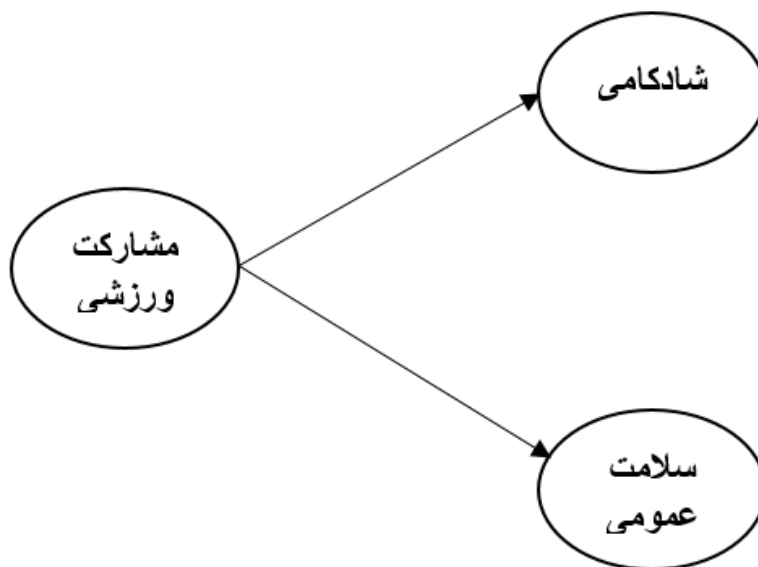 شادکامی
مشارکت
ورزشی
سلامت
عمومی